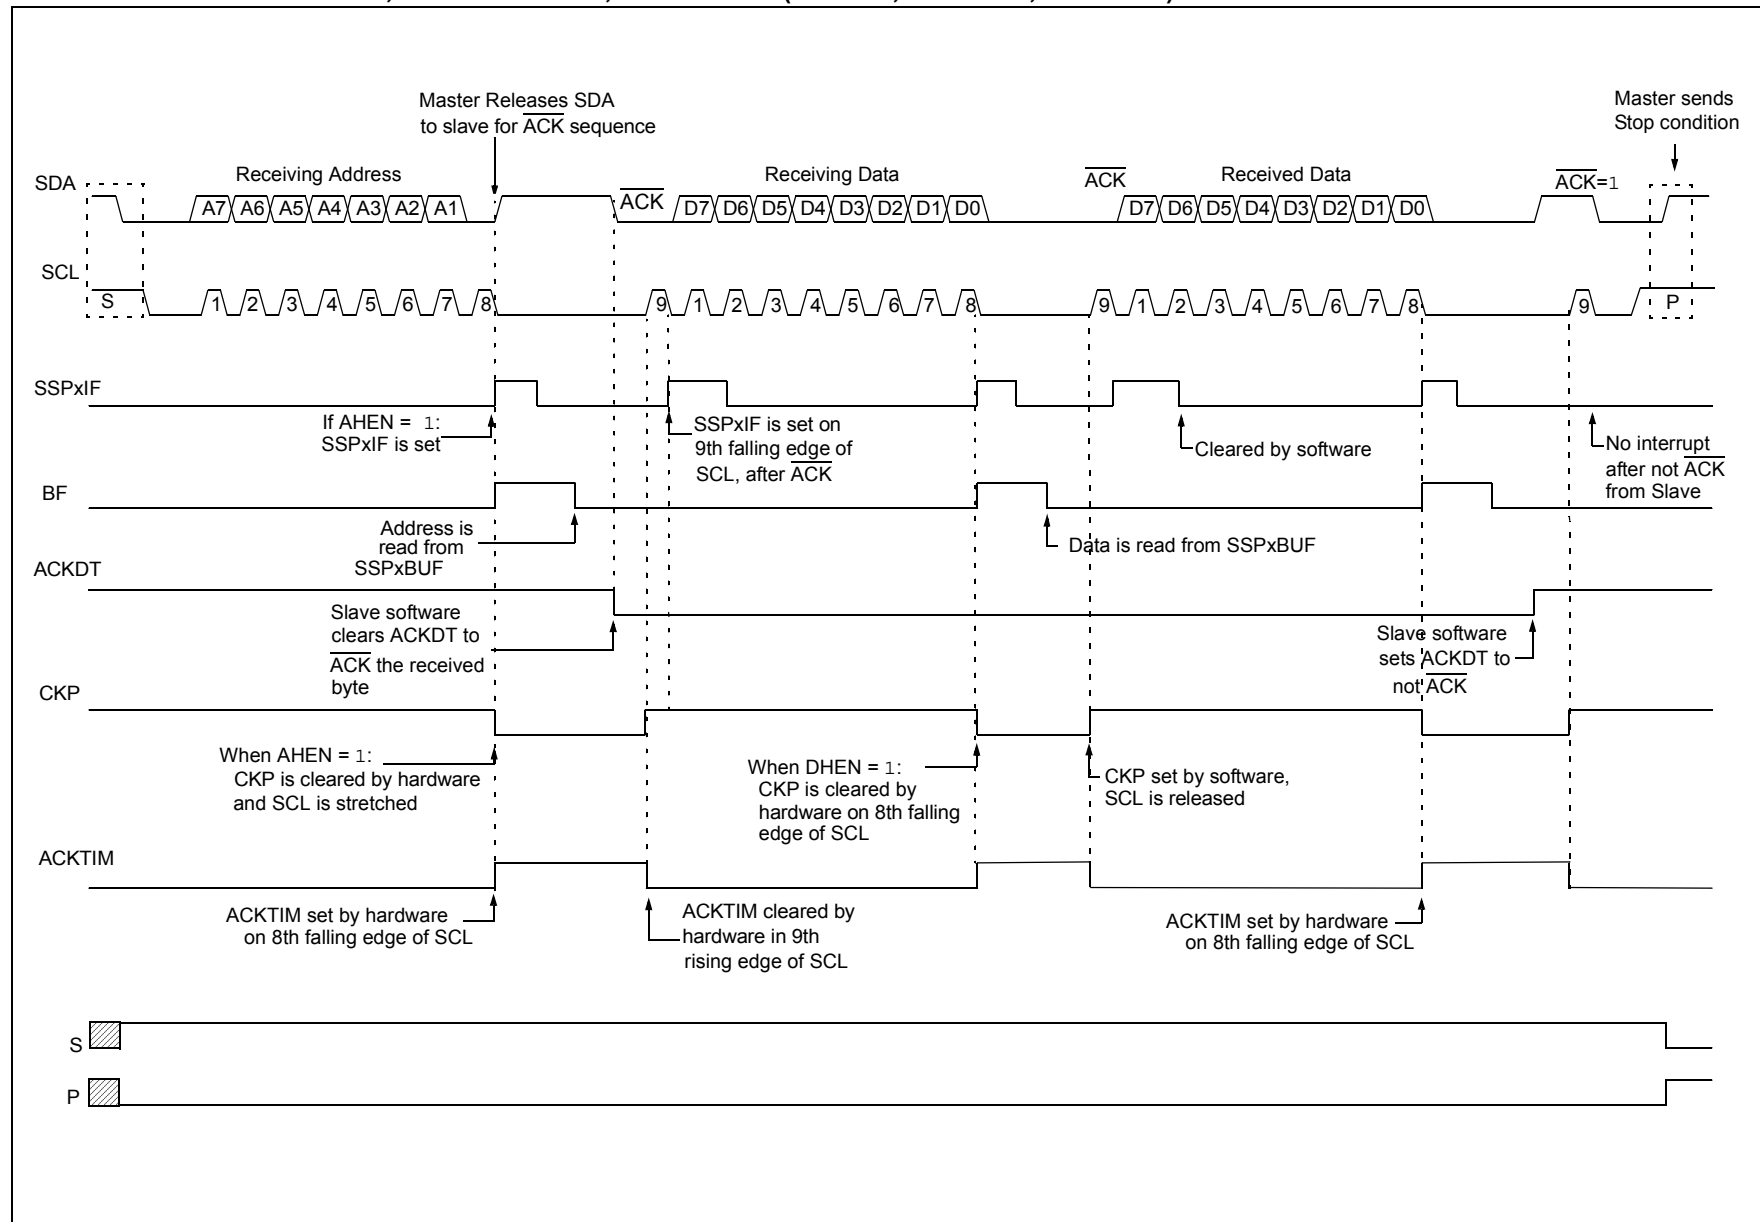 Master Releases SDA
to slave for ACK sequence
Master sends
Stop condition
SDA
Receiving Address
ACK
Receiving Data
ACK
Received Data
ACK=1
A7 A6 A5 A4 A3 A2 A1
D7 D6 D5 D4 D3 D2 D1 D0
D7 D6 D5 D4 D3 D2 D1 D0
SCL
S
1 2 3 4 5 6 7 8
9 1 2 3 4 5 6 7 8
9 1 2 3 4 5 6 7 8
9
P
SSPxIF
If AHEN = 1:
SSPxIF is set
SSPxIF is set on
9th falling edge of
SCL, after ACK
Cleared by software
No interrupt
after not ACK
from Slave
BF
Address is
read from
SSPxBUF
Data is read from SSPxBUF
ACKDT
Slave software
clears ACKDT to
ACK the received
byte
Slave software
sets ACKDT to
not ACK
CKP
When AHEN = 1:
CKP is cleared by hardware
and SCL is stretched
When DHEN = 1:
CKP is cleared by
hardware on 8th falling
edge of SCL
CKP set by software,
SCL is released
ACKTIM
ACKTIM set by hardware
on 8th falling edge of SCL
ACKTIM cleared by
hardware in 9th
rising edge of SCL
ACKTIM set by hardware
on 8th falling edge of SCL
S
P